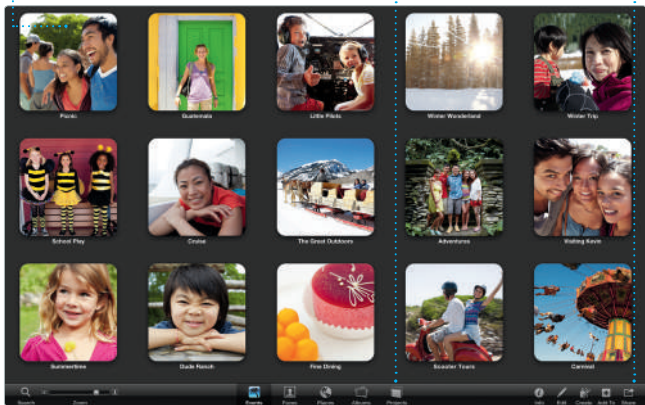 Picnic
Guatemala
Little Pilots
Winter Wonderland
Winter Trip
School Play
Cruise
The Great Outdoors
Adventures
Visiting Kevin
Summertime
Dude Ranch
Fine Dining
Scooter Tours
Carnival
Search
Zoom
Events
Faces
Places
Albums
Projects
Info
Edit
Create
Add To
Share